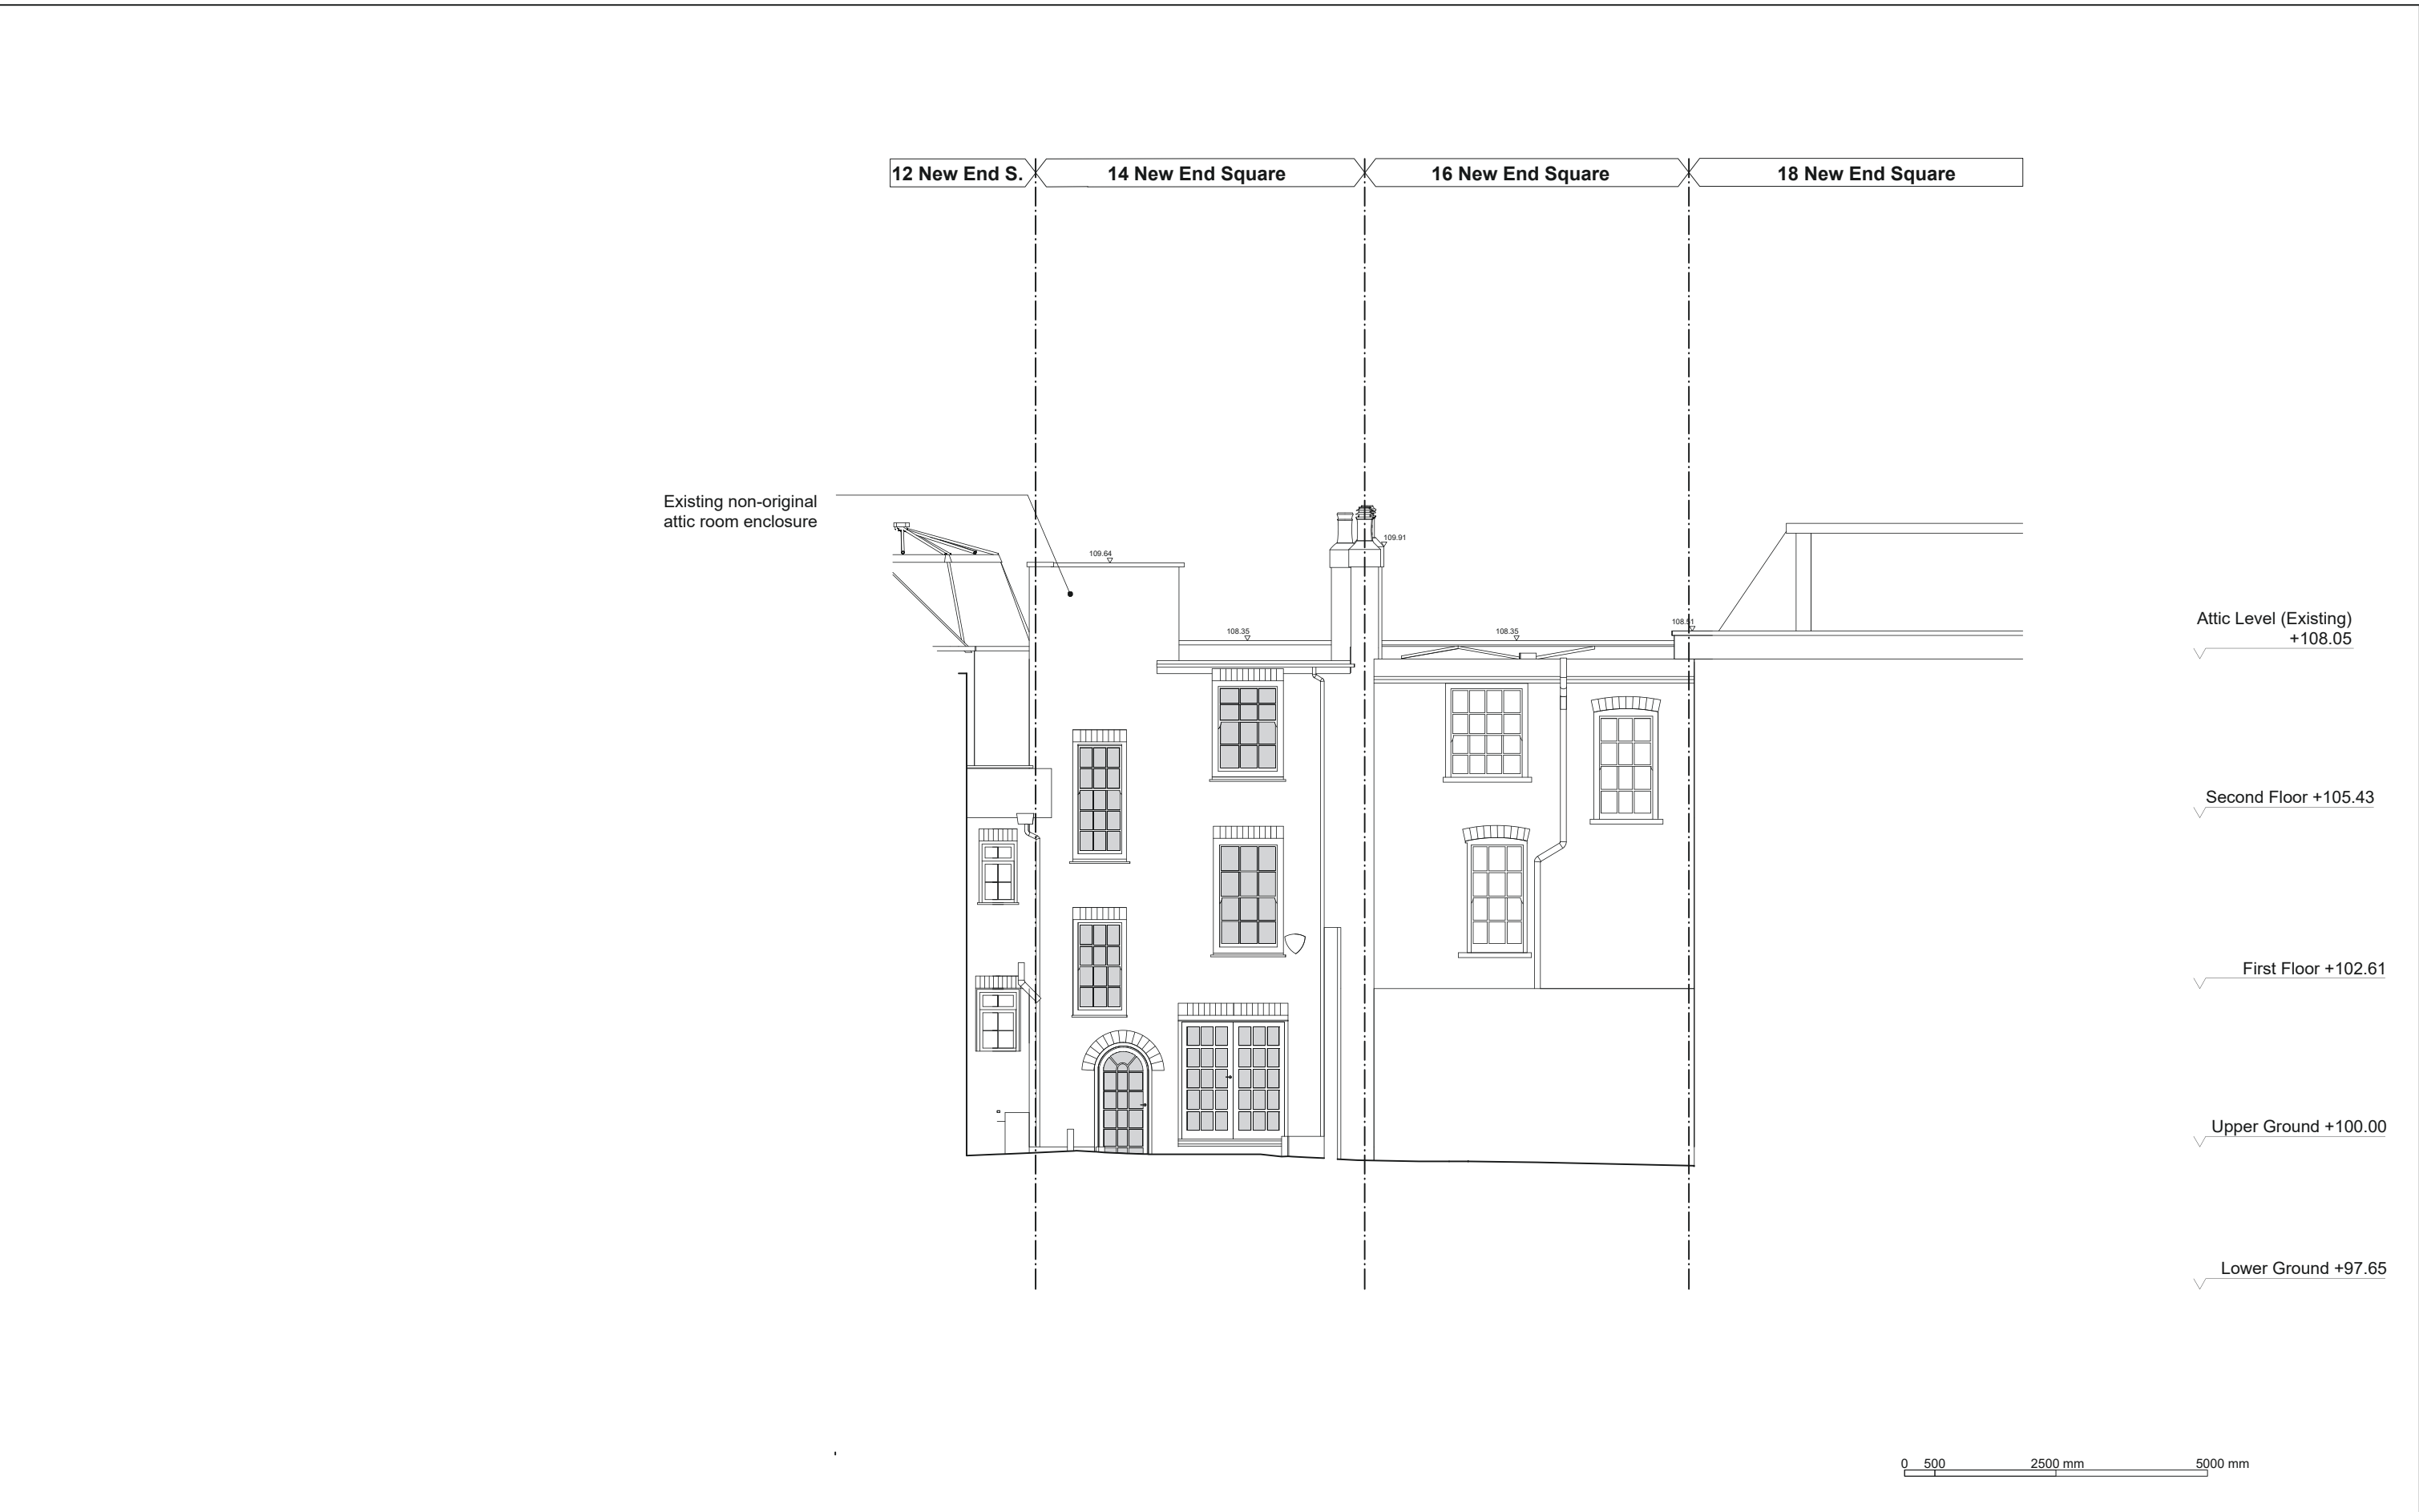 12 New End S.
14 New End Square
16 New End Square
18 New End Square
Existing non-original
attic room enclosure
109.64
109.91
108.35
108.35
108.51
Attic Level (Existing)
+108.05
Second Floor +105.43
First Floor +102.61
Upper Ground +100.00
Lower Ground +97.65
0 500 2500 mm 5000 mm